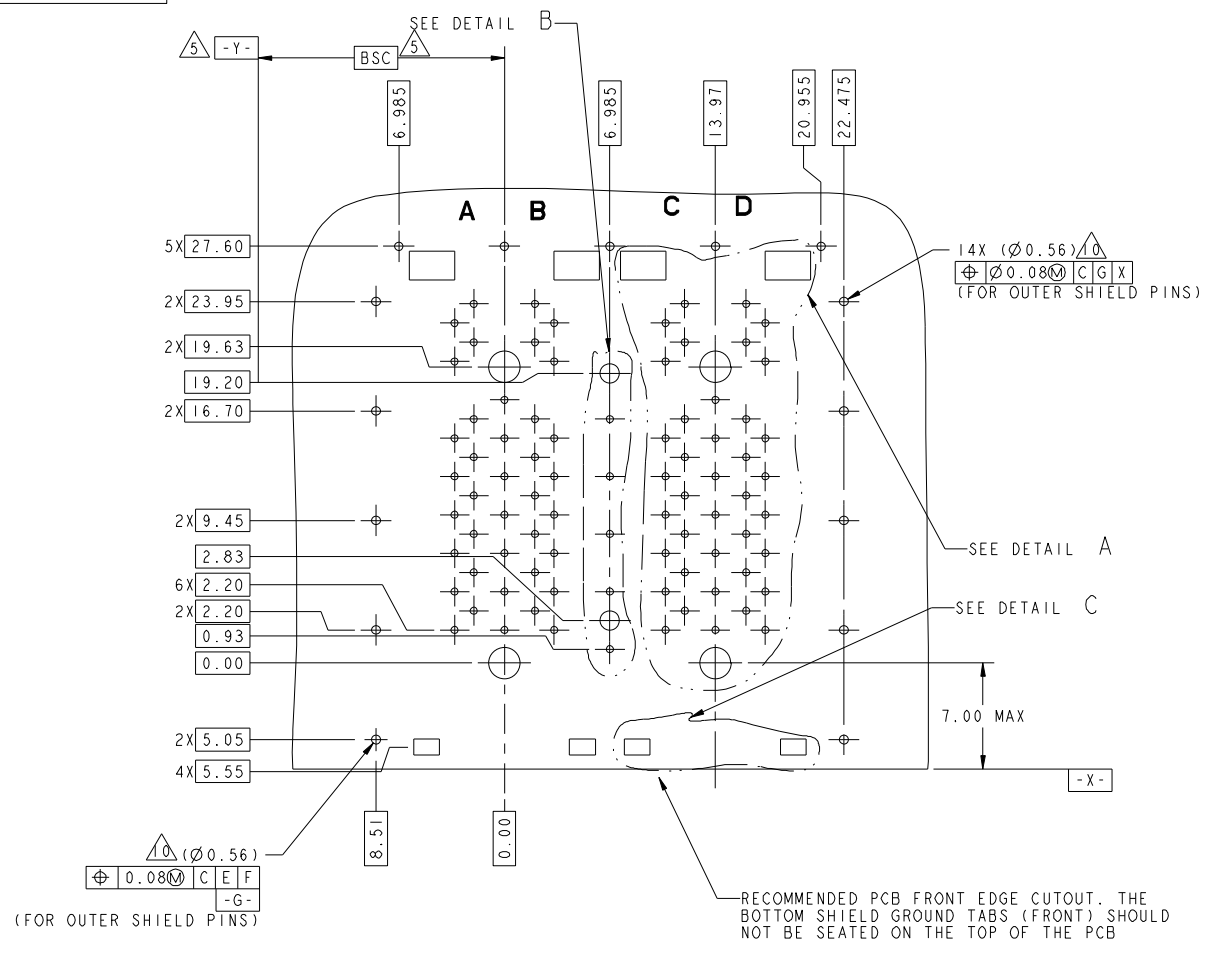 SEE DETAIL B
5 -Y-
BSC 5
6.985
6.985
13.97
20.955
22.475
A B C D
5X 27.60
14X (Ø0.56) 10
⌖ Ø0.08Ⓜ C G X
(FOR OUTER SHIELD PINS)
2X 23.95
2X 19.63
19.20
2X 16.70
2X 9.45
SEE DETAIL A
2.83
6X 2.20
2X 2.20
SEE DETAIL C
0.93
0.00
7.00 MAX
2X 5.05
4X 5.55
-X-
8.51
0.00
10 (Ø0.56)
⌖ 0.08Ⓜ C E F
-G-
(FOR OUTER SHIELD PINS)
RECOMMENDED PCB FRONT EDGE CUTOUT. THE
BOTTOM SHIELD GROUND TABS (FRONT) SHOULD
NOT BE SEATED ON THE TOP OF THE PCB